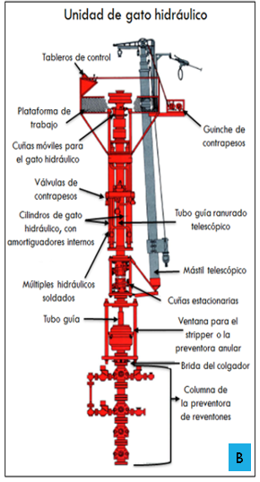 Unidad de gato hidráulico
Tableros de control
Plataforma de
trabajo
Guinche de
contrapesos
Cuñas móviles para
el gato hidráulico
Válvulas de
contrapesos
Cilindros de gato
hidráulico, con
amortiguadores internos
Tubo guía ranurado
telescópico
Múltiples hidráulicos
soldados
Mástil telescópico
Cuñas estacionarias
Tubo guía
Ventana para el
stripper o la
preventora anular
Brida del colgador
Columna de
la preventora
de reventones
B